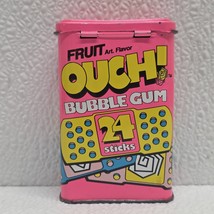 FRUIT Art. Flavor
OUCH!
BUBBLE GUM
24
sticks